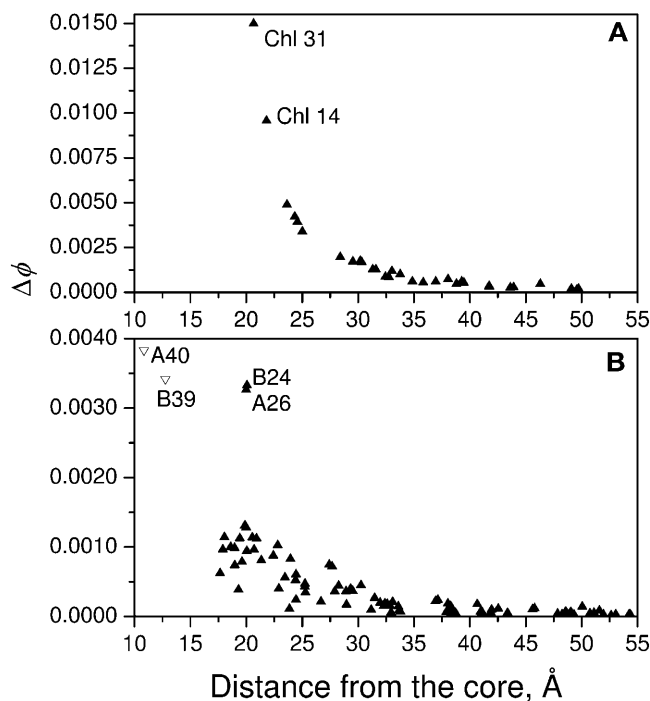 A
0.0150
Chl 31
0.0125
0.0100
Chl 14
0.0075
0.0050
0.0025
0.0000
10 15 20 25 30 35 40 45 50 55
Δϕ
B
0.0040
A40
B24
B39
A26
0.0030
0.0020
0.0010
0.0000
10 15 20 25 30 35 40 45 50 55
Distance from the core, Å